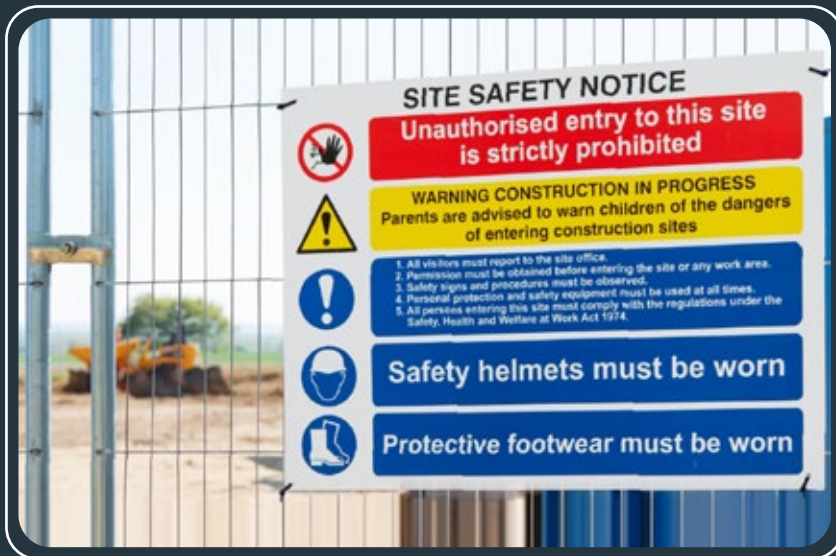 SITE SAFETY NOTICE
Unauthorised entry to this site
is strictly prohibited
WARNING CONSTRUCTION IN PROGRESS
Parents are advised to warn children of the dangers
of entering construction sites
1. All visitors must report to the site office.
2. Permission must be obtained before entering the site or any work area.
3. Safety signs and procedures must be observed.
4. Personal protection and safety equipment must be used at all times.
5. All persons entering this site must comply with the regulations under the
Safety, Health and Welfare at Work Act 1974.
Safety helmets must be worn
Protective footwear must be worn